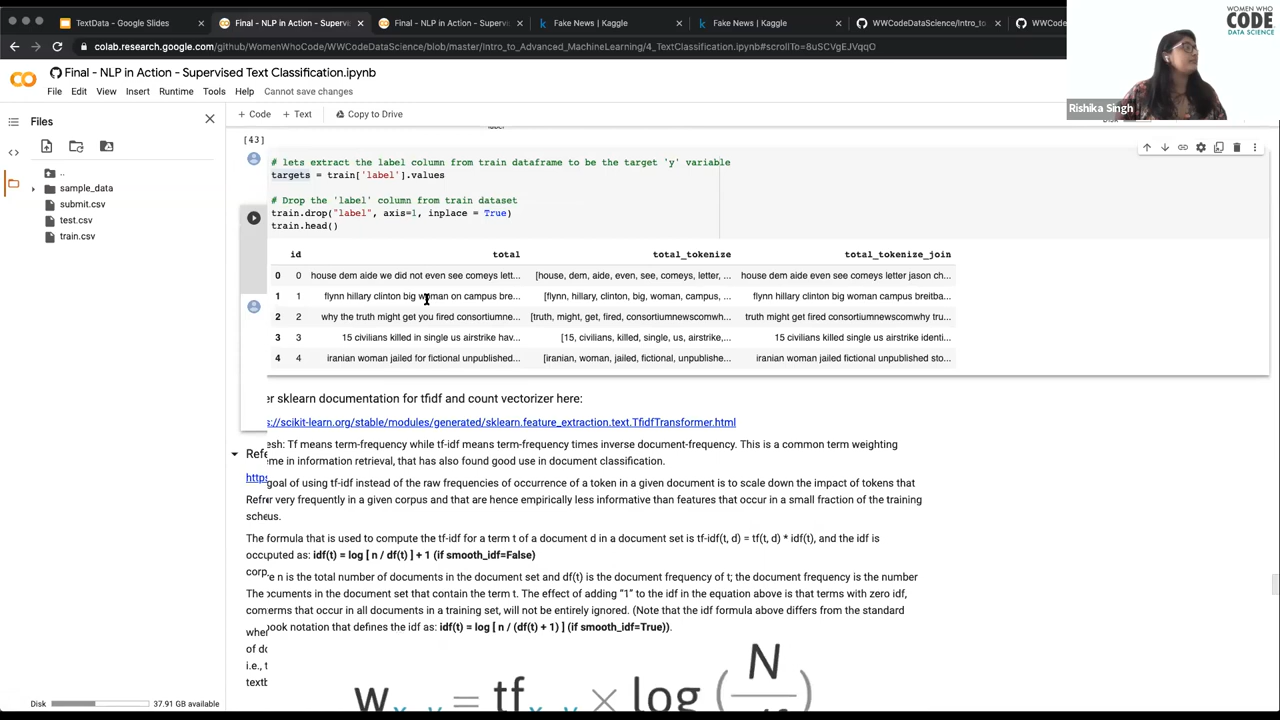 TextData - Google Slides
Final - NLP in Action - Supervi
Final - NLP in Action - Superv
Fake News | Kaggle
Fake News | Kaggle
WWCodeDataScience/Intro_to
WWCode
colab.research.google.com/github/WomenWhoCode/WWCodeDataScience/blob/master/Intro_to_Advanced_MachineLearning/4_TextClassification.ipynb#scrollTo=8uSCVgEJVqqO
WOMEN WHO
CODE
DATA SCIENCE
Rishika Singh
Final - NLP in Action - Supervised Text Classification.ipynb
File Edit View Insert Runtime Tools Help Cannot save changes
Files
+ Code + Text Copy to Drive
Disk
..
sample_data
submit.csv
test.csv
train.csv
label
[43]
# lets extract the label column from train dataframe to be the target 'y' variable
targets = train['label'].values
# Drop the 'label' column from train dataset
train.drop("label", axis=1, inplace = True)
train.head()
id total total_tokenize total_tokenize_join
0 0 house dem aide we did not even see comeys lett... [house, dem, aide, even, see, comeys, letter, ... house dem aide even see comeys letter jason ch...
1 1 flynn hillary clinton big woman on campus bre... [flynn, hillary, clinton, big, woman, campus, ... flynn hillary clinton big woman campus breitba...
2 2 why the truth might get you fired consortiumne... [truth, might, get, fired, consortiumnewscomwh... truth might get fired consortiumnewscomwhy tru...
3 3 15 civilians killed in single us airstrike hav... [15, civilians, killed, single, us, airstrike,... 15 civilians killed single us airstrike identi...
4 4 iranian woman jailed for fictional unpublished... [iranian, woman, jailed, fictional, unpublishe... iranian woman jailed fictional unpublished sto...
er sklearn documentation for tfidf and count vectorizer here:
s://scikit-learn.org/stable/modules/generated/sklearn.feature_extraction.text.TfidfTransformer.html
esh: Tf means term-frequency while tf-idf means term-frequency times inverse document-frequency. This is a common term weighting
Refe
eme in information retrieval, that has also found good use in document classification.
https
goal of using tf-idf instead of the raw frequencies of occurrence of a token in a given document is to scale down the impact of tokens that
Refrr very frequently in a given corpus and that are hence empirically less informative than features that occur in a small fraction of the training
scheus.
The formula that is used to compute the tf-idf for a term t of a document d in a document set is tf-idf(t, d) = tf(t, d) * idf(t), and the idf is
occputed as: idf(t) = log [ n / df(t) ] + 1 (if smooth_idf=False)
corp
e n is the total number of documents in the document set and df(t) is the document frequency of t; the document frequency is the number
The ocuments in the document set that contain the term t. The effect of adding "1" to the idf in the equation above is that terms with zero idf,
comerms that occur in all documents in a training set, will not be entirely ignored. (Note that the idf formula above differs from the standard
ook notation that defines the idf as: idf(t) = log [ n / (df(t) + 1) ] (if smooth_idf=True)).
wher
of do
i.e., t
textb
w x,y = tf x,y × log ( N
Disk 37.91 GB available